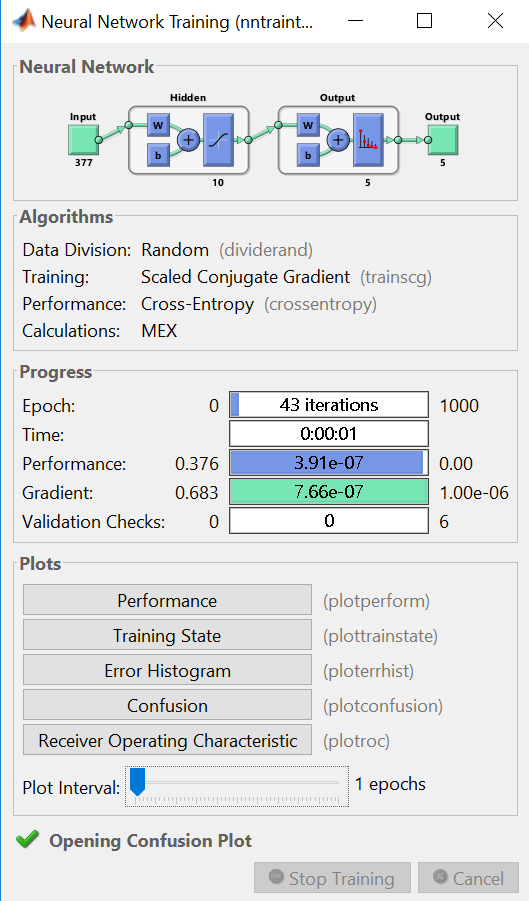 Neural Network Training (nntraint...
Neural Network
Hidden
Output
Input
Output
W
b
+
W
b
+
377
10
5
5
Algorithms
Data Division: Random (dividerand)
Training: Scaled Conjugate Gradient (trainscg)
Performance: Cross-Entropy (crossentropy)
Calculations: MEX
Progress
Epoch: 0 43 iterations 1000
Time: 0:00:01
Performance: 0.376 3.91e-07 0.00
Gradient: 0.683 7.66e-07 1.00e-06
Validation Checks: 0 0 6
Plots
Performance (plotperform)
Training State (plottrainstate)
Error Histogram (ploterrhist)
Confusion (plotconfusion)
Receiver Operating Characteristic (plotroc)
Plot Interval: 1 epochs
Opening Confusion Plot
Stop Training Cancel